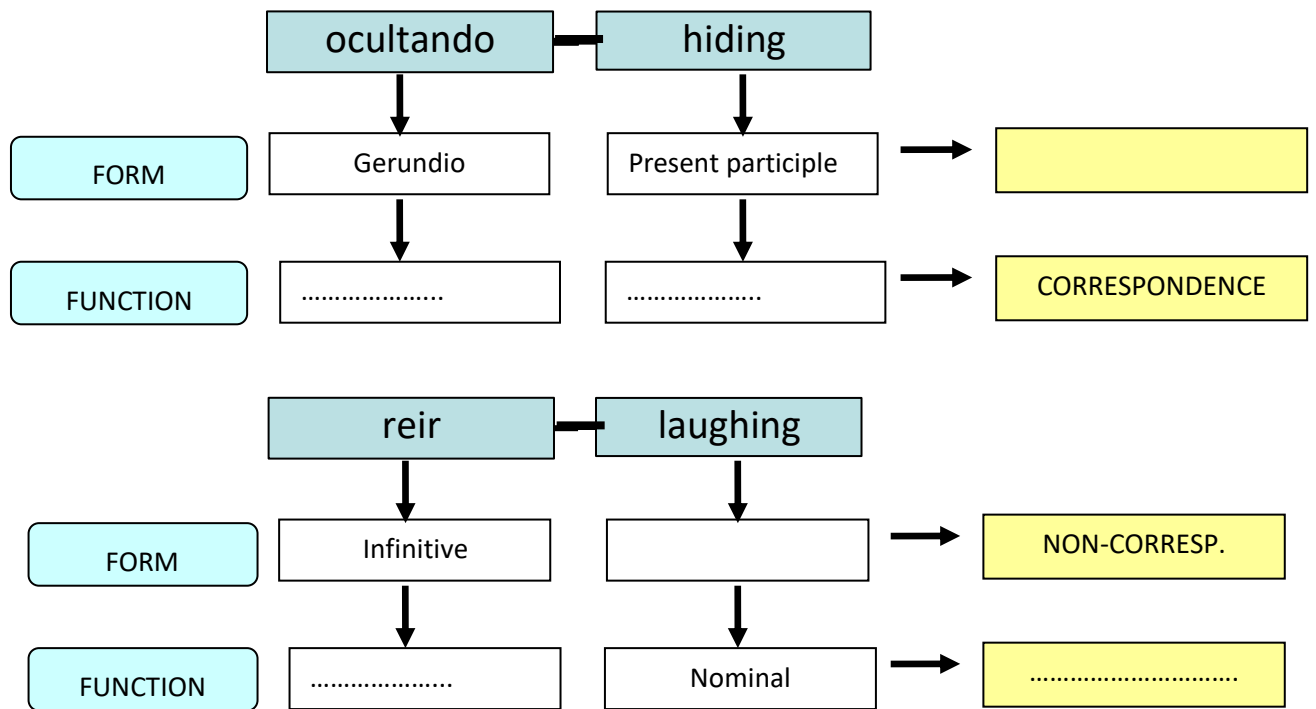 ocultando hiding
FORM Gerundio Present participle
FUNCTION ………………... ……………….. CORRESPONDENCE
reir laughing
FORM Infinitive NON-CORRESP.
FUNCTION ………………... Nominal ………………………….